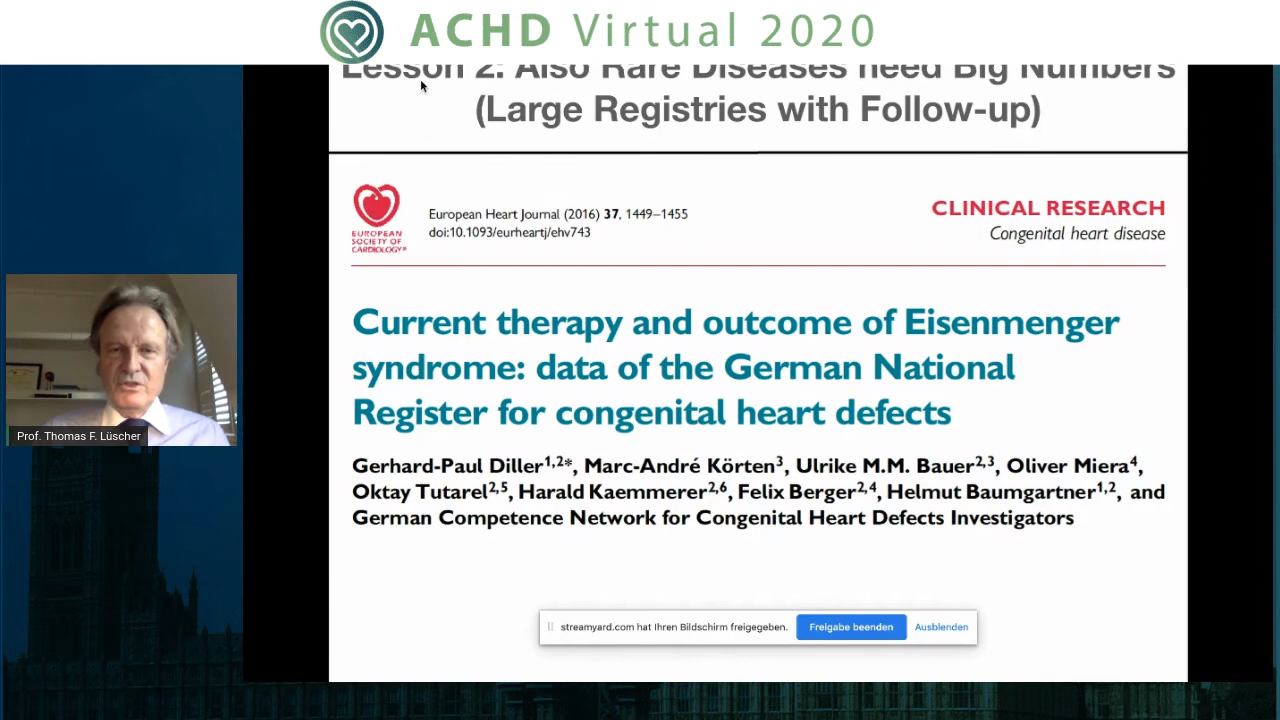 ACHD Virtual 2020
Lesson 2: Also Rare Diseases need Big Numbers
(Large Registries with Follow-up)
EUROPEAN
SOCIETY OF
CARDIOLOGY®
European Heart Journal (2016) 37, 1449–1455
doi:10.1093/eurheartj/ehv743
CLINICAL RESEARCH
Congenital heart disease
Current therapy and outcome of Eisenmenger
syndrome: data of the German National
Register for congenital heart defects
Gerhard-Paul Diller1,2*, Marc-André Körten3, Ulrike M.M. Bauer2,3, Oliver Miera4,
Oktay Tutarel2,5, Harald Kaemmerer2,6, Felix Berger2,4, Helmut Baumgartner1,2, and
German Competence Network for Congenital Heart Defects Investigators
Prof. Thomas F. Lüscher
streamyard.com hat Ihren Bildschirm freigegeben.
Freigabe beenden
Ausblenden